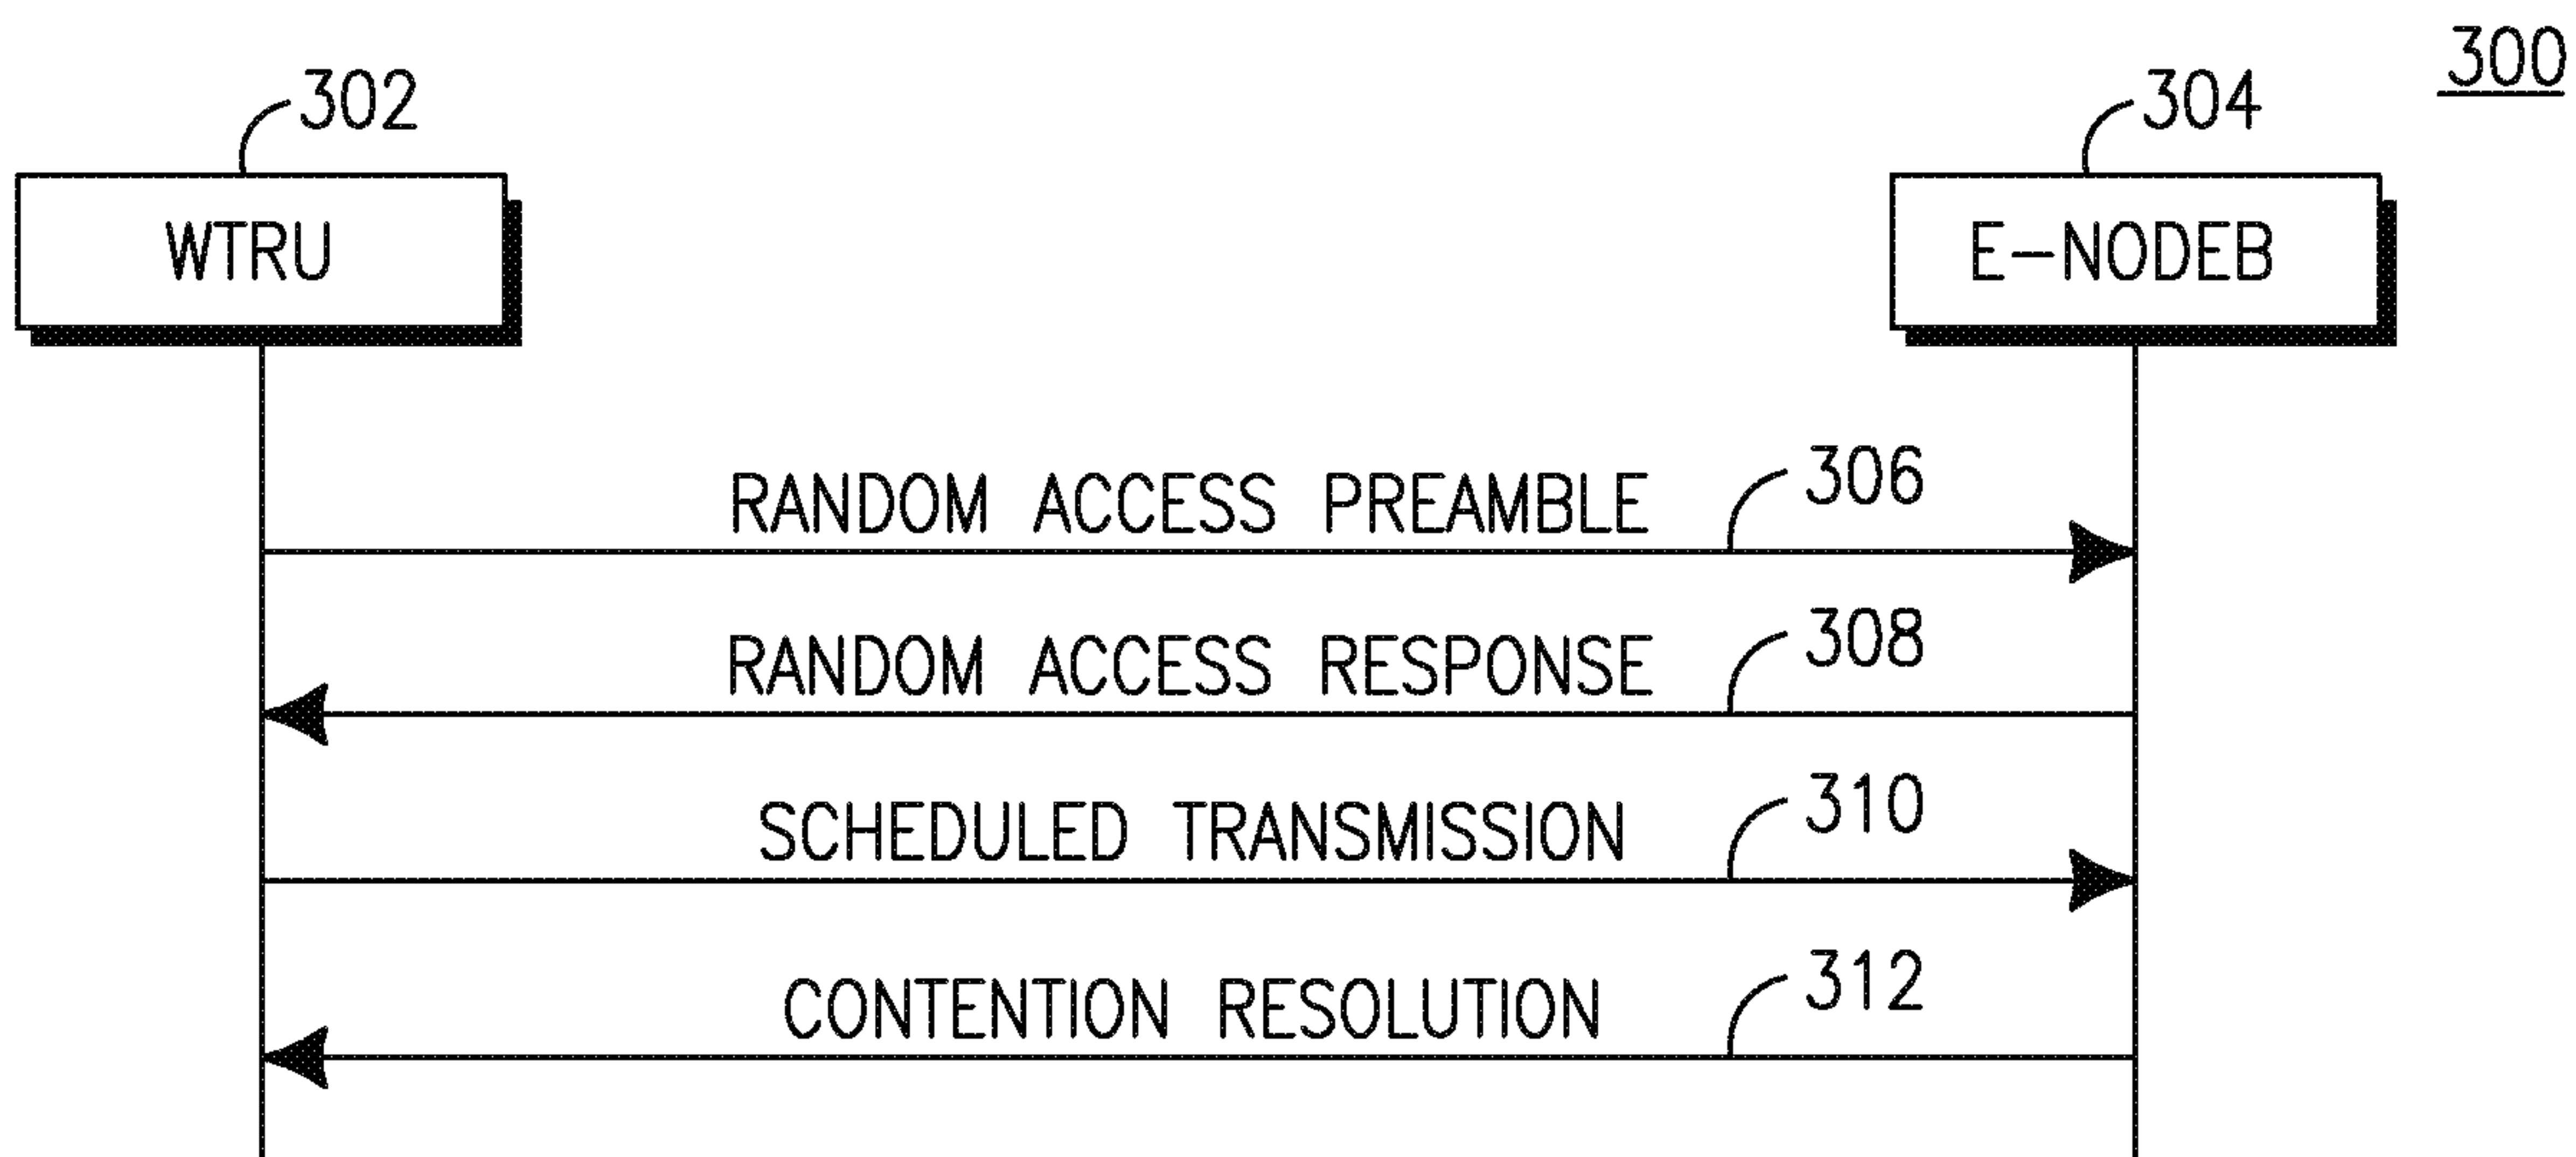 300
302
304
WTRU
E-NODEB
RANDOM ACCESS PREAMBLE
306
RANDOM ACCESS RESPONSE
308
SCHEDULED TRANSMISSION
310
CONTENTION RESOLUTION
312